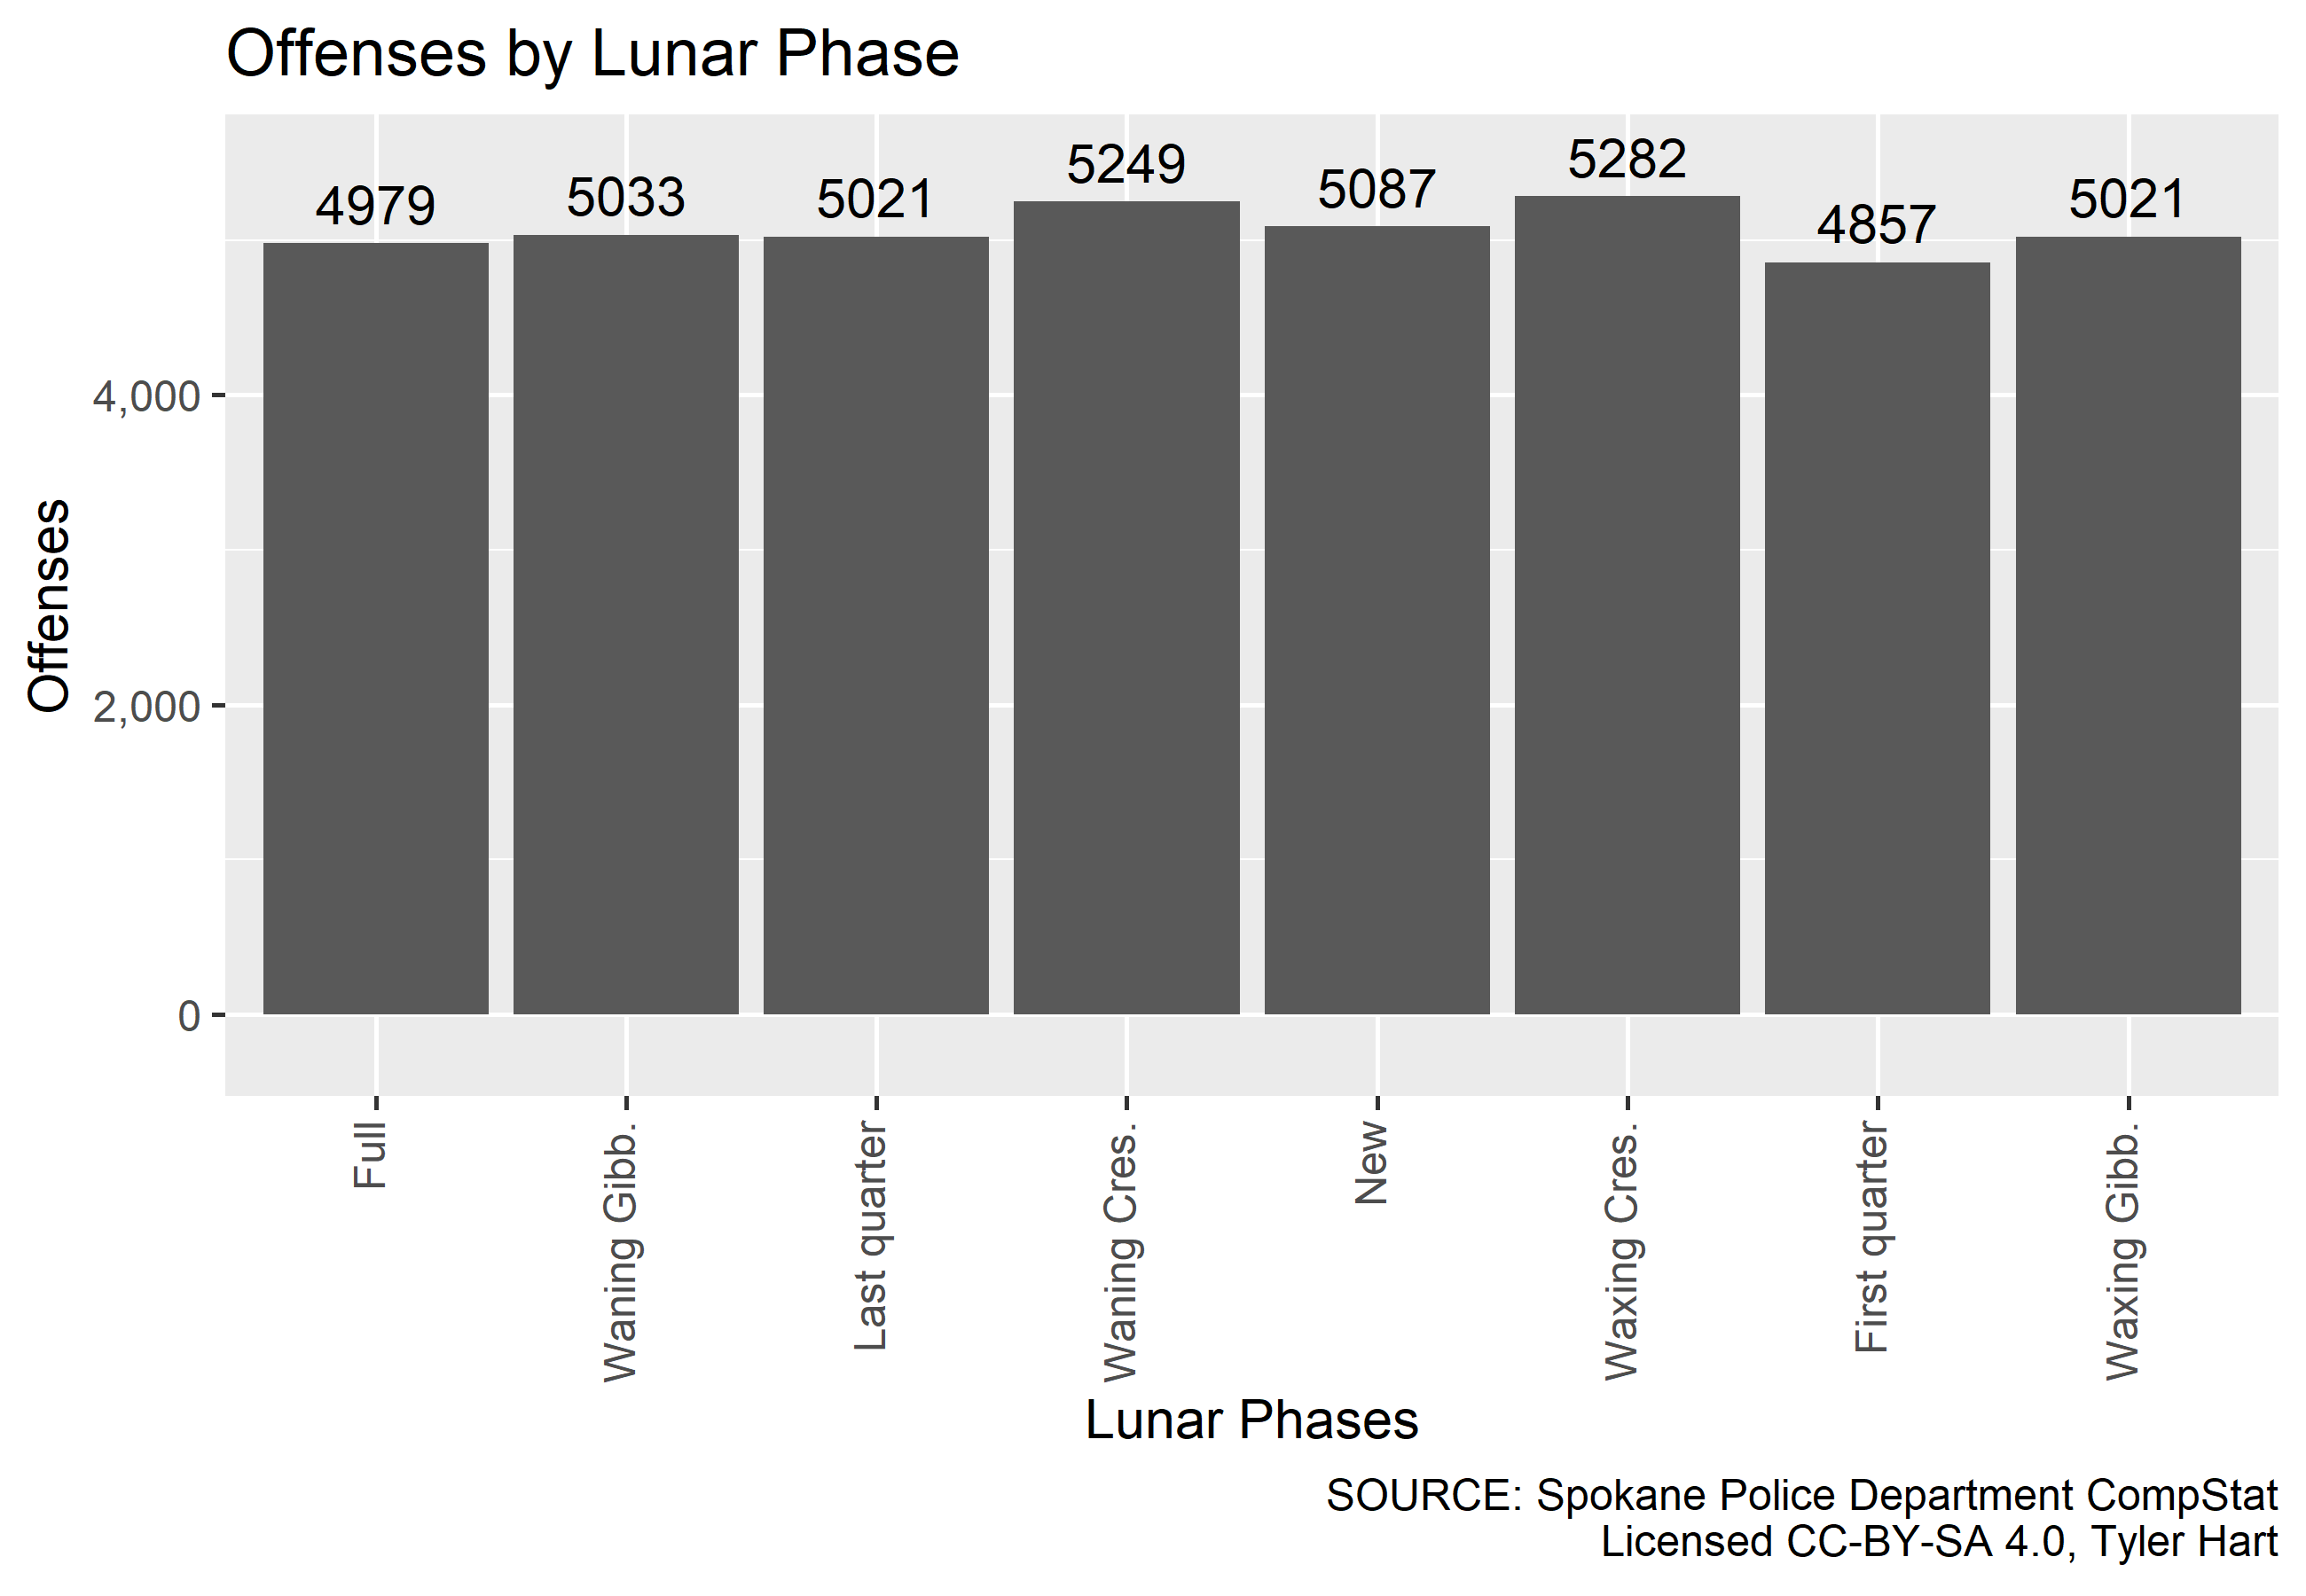 Offenses by Lunar Phase
4979
5033
5021
5249
5087
5282
4857
5021
4,000
2,000
0
Offenses
Full
Waning Gibb.
Last quarter
Waning Cres.
New
Waxing Cres.
First quarter
Waxing Gibb.
Lunar Phases
SOURCE: Spokane Police Department CompStat
Licensed CC-BY-SA 4.0, Tyler Hart